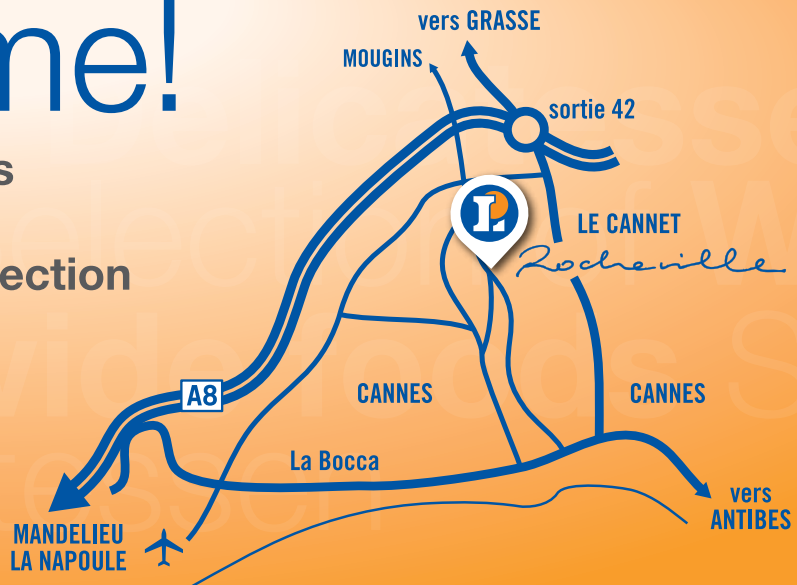 me!
s
ection
vers GRASSE
MOUGINS
sortie 42
L
LE CANNET
Rocheville
A8
CANNES
CANNES
La Bocca
vers
ANTIBES
MANDELIEU
LA NAPOULE